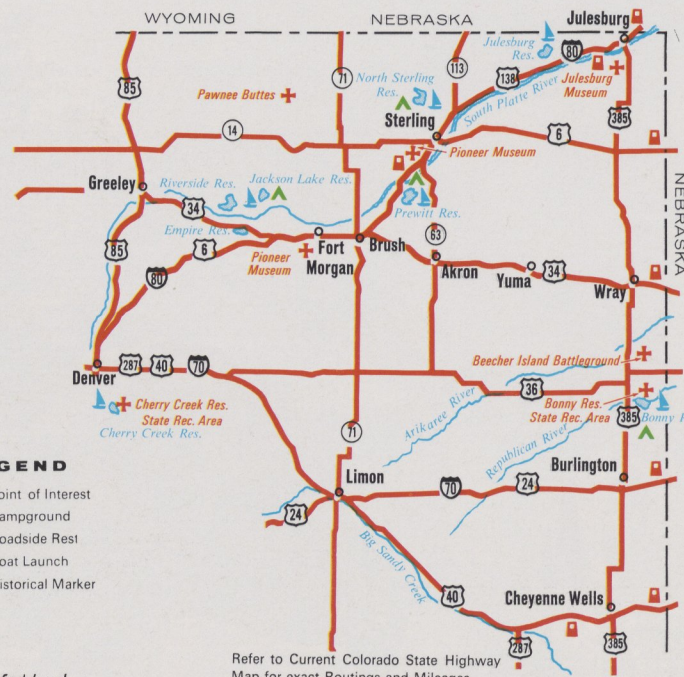 WYOMING
NEBRASKA
Julesburg
Julesburg
Res.
80
138
113
71
85
Pawnee Buttes
North Sterling
Res.
South Platte River
Julesburg
Museum
385
14
Sterling
6
Pioneer Museum
NEBRASKA
Greeley
Riverside Res.
Jackson Lake Res.
Prewitt Res.
34
Empire Res.
6
85
80
Pioneer
Museum
Fort
Morgan
Brush
63
Akron
Yuma
34
Wray
Beecher Island Battleground
Denver
287
40
70
36
Bonny Res.
State Rec. Area
385
Cherry Creek Res.
State Rec. Area
Cherry Creek Res.
Arikaree River
Republican River
71
Burlington
Limon
70
24
24
Big Sandy Creek
40
Cheyenne Wells
287
385
GEND
oint of Interest
ampground
oadside Rest
oat Launch
istorical Marker
Refer to Current Colorado State Highway
Map for exact Routings and Mileages